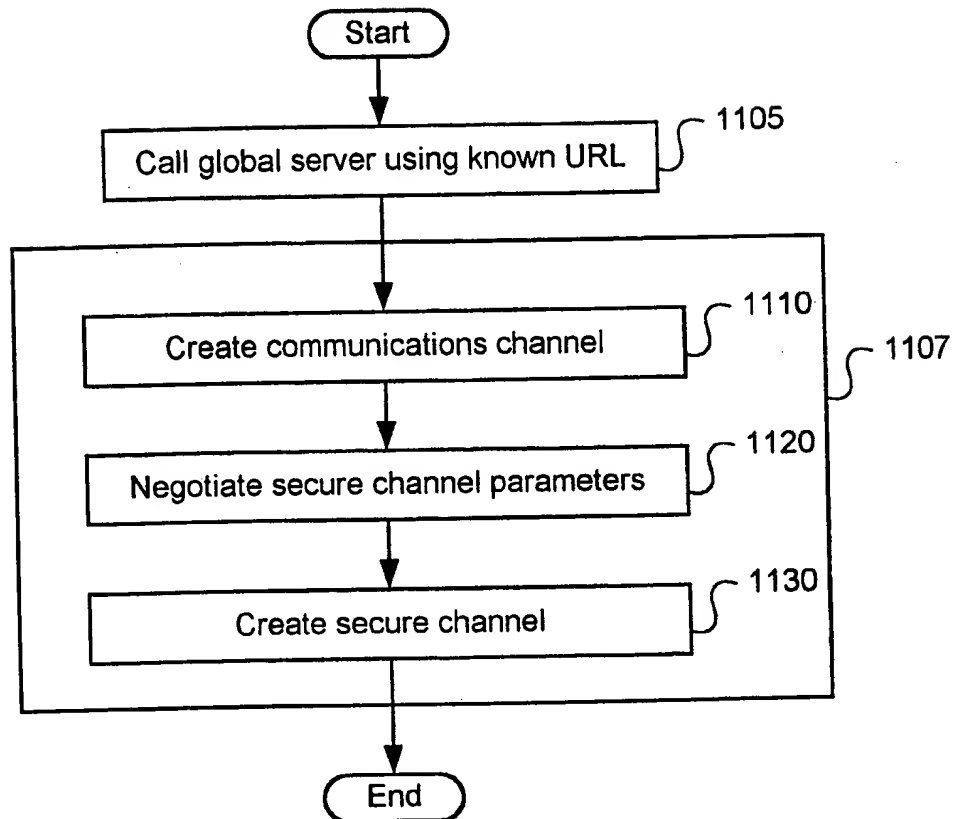 Start
Call global server using known URL
1105
Create communications channel
1110
1107
Negotiate secure channel parameters
1120
Create secure channel
1130
End